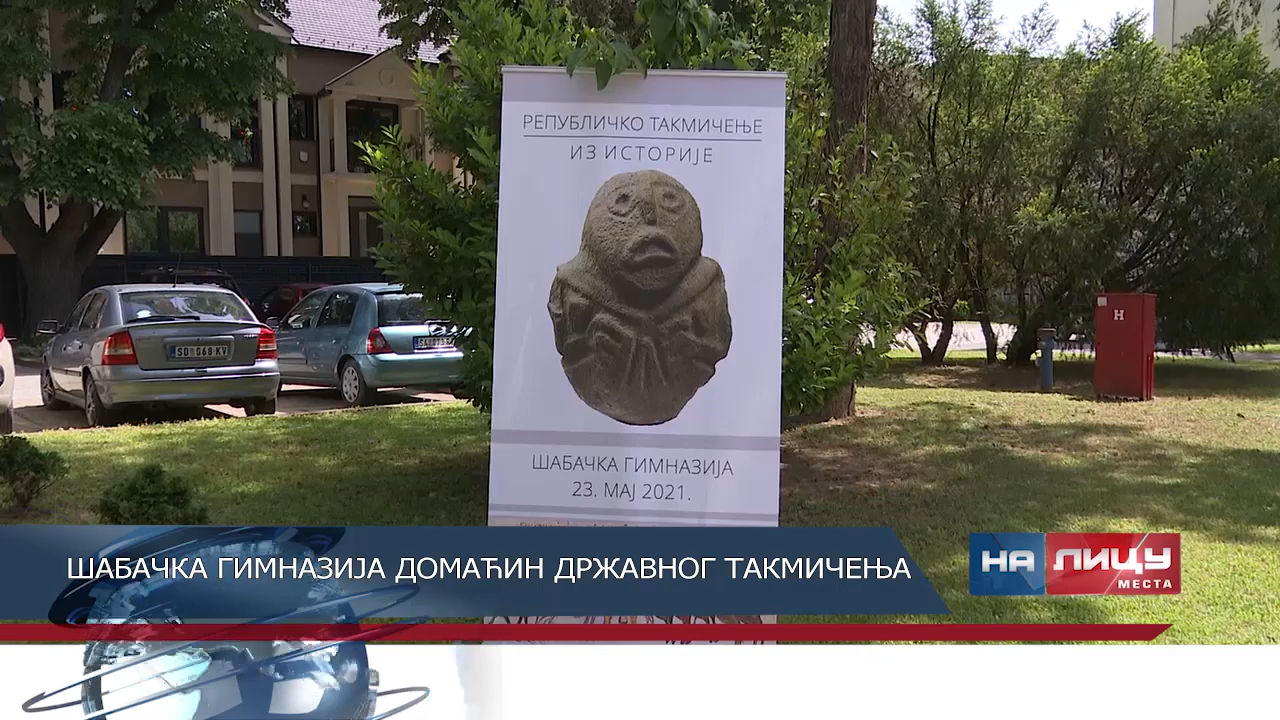 РЕПУБЛИЧКО ТАКМИЧЕЊЕ
ИЗ ИСТОРИЈЕ
ШАБАЧКА ГИМНАЗИЈА
23. МАЈ 2021.
SO 068 KV
H
ШАБАЧКА ГИМНАЗИЈА ДОМАЋИН ДРЖАВНОГ ТАКМИЧЕЊА
НА ЛИЦУ
МЕСТА